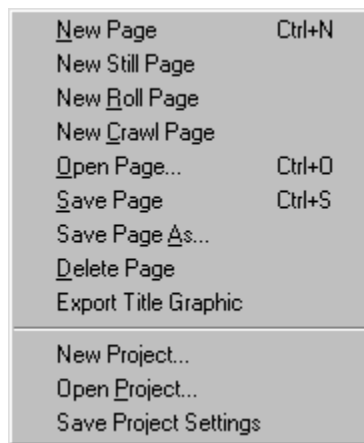 New Page Ctrl+N
New Still Page
New Roll Page
New Crawl Page
Open Page... Ctrl+O
Save Page Ctrl+S
Save Page As...
Delete Page
Export Title Graphic
New Project...
Open Project...
Save Project Settings